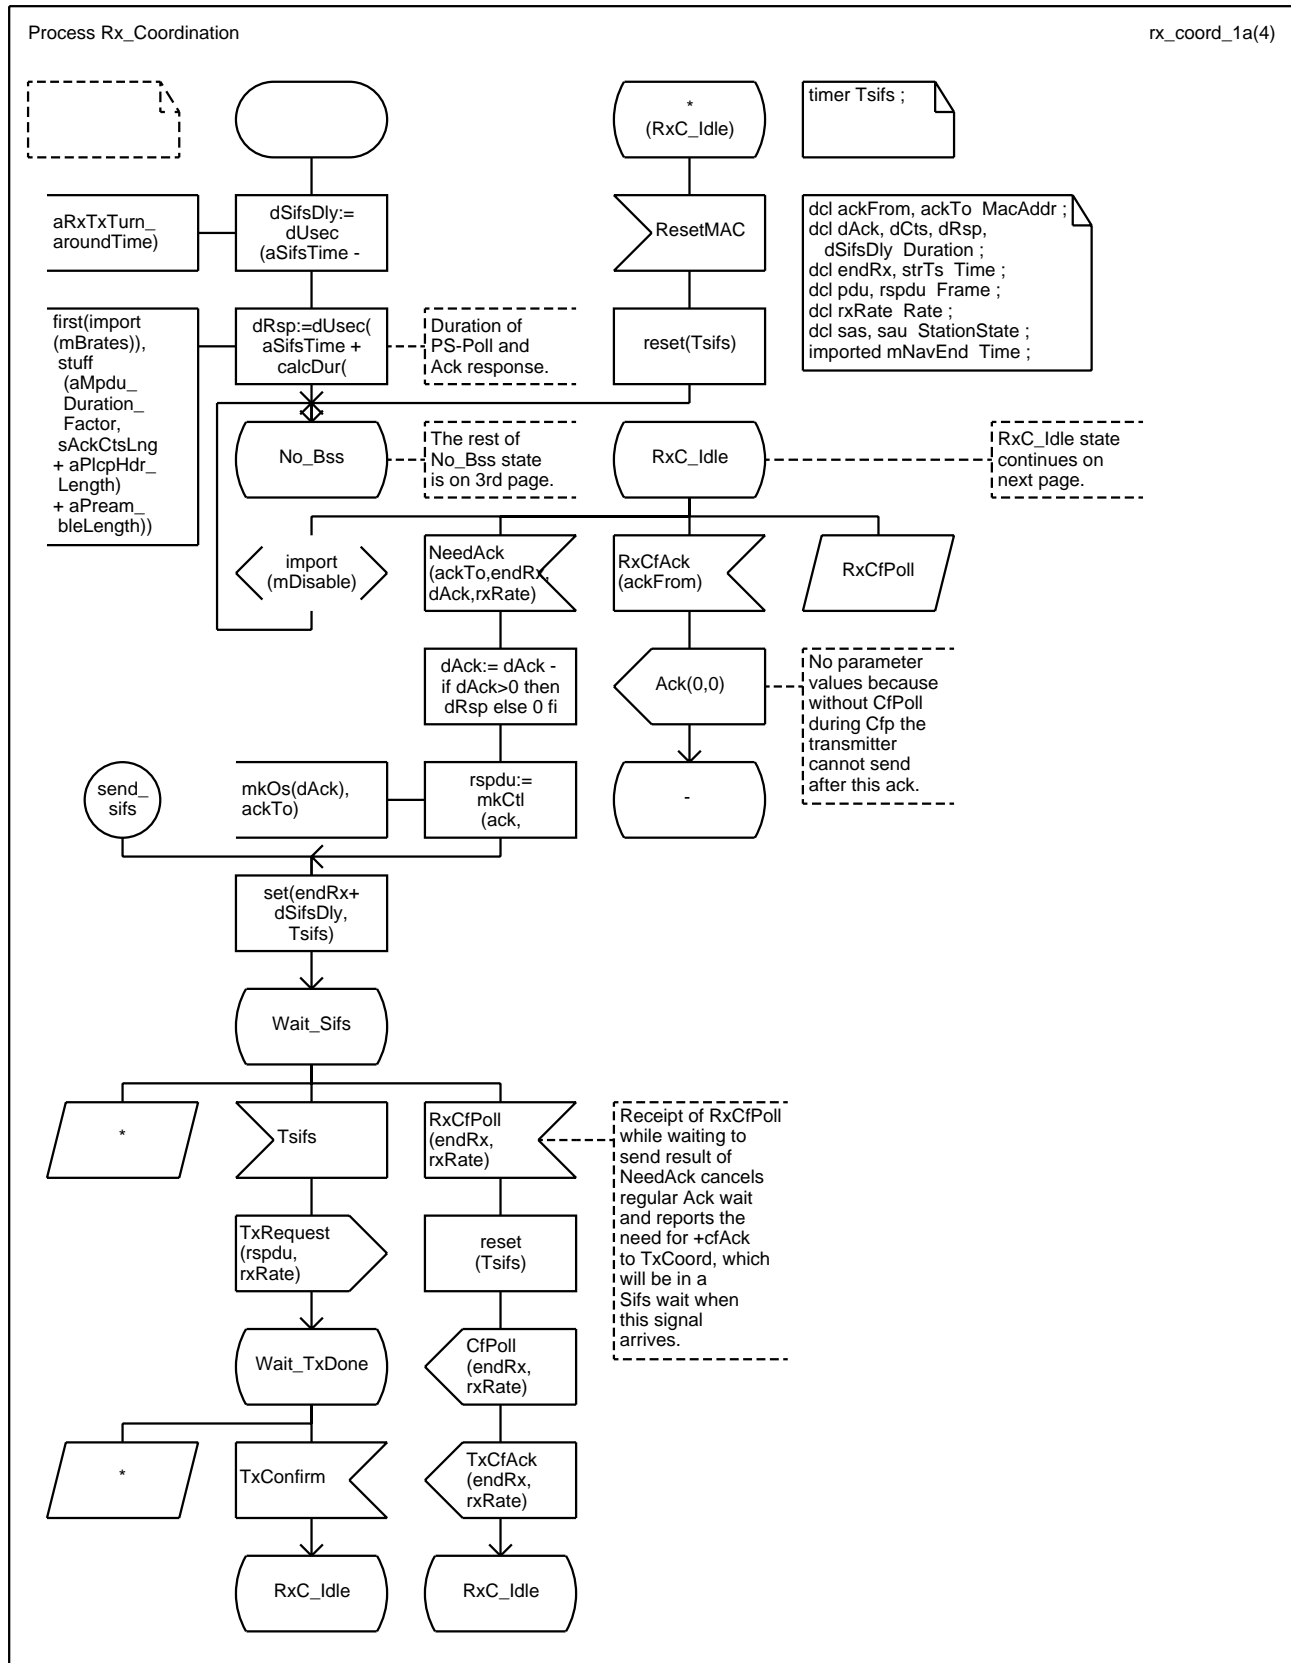 Process Rx_Coordination
rx_coord_1a(4)
*
(RxC_Idle)
timer Tsifs ;
aRxTxTurn_
aroundTime)
dSifsDly:=
dUsec
(aSifsTime -
ResetMAC
dcl ackFrom, ackTo  MacAddr ;
dcl dAck, dCts, dRsp,
dSifsDly  Duration ;
dcl endRx, strTs  Time ;
dcl pdu, rspdu  Frame ;
dcl rxRate  Rate ;
dcl sas, sau  StationState ;
imported mNavEnd  Time ;
first(import
(mBrates)),
stuff
(aMpdu_
Duration_
Factor,
sAckCtsLng
+ aPlcpHdr_
Length)
+ aPream_
bleLength))
dRsp:=dUsec(
aSifsTime +
calcDur(
Duration of
PS-Poll and
Ack response.
reset(Tsifs)
No_Bss
The rest of
No_Bss state
is on 3rd page.
RxC_Idle
RxC_Idle state
continues on
next page.
import
(mDisable)
NeedAck
(ackTo,endRx,
dAck,rxRate)
RxCfAck
(ackFrom)
RxCfPoll
dAck:= dAck -
if dAck>0 then
dRsp else 0 fi
Ack(0,0)
No parameter
values because
without CfPoll
during Cfp the
transmitter
cannot send
after this ack.
send_
sifs
mkOs(dAck),
ackTo)
rspdu:=
mkCtl
(ack,
-
set(endRx+
dSifsDly,
Tsifs)
Wait_Sifs
*
Tsifs
RxCfPoll
(endRx,
rxRate)
Receipt of RxCfPoll
while waiting to
send result of
NeedAck cancels
regular Ack wait
and reports the
need for +cfAck
to TxCoord, which
will be in a
Sifs wait when
this signal
arrives.
TxRequest
(rspdu,
rxRate)
reset
(Tsifs)
Wait_TxDone
CfPoll
(endRx,
rxRate)
*
TxConfirm
TxCfAck
(endRx,
rxRate)
RxC_Idle
RxC_Idle